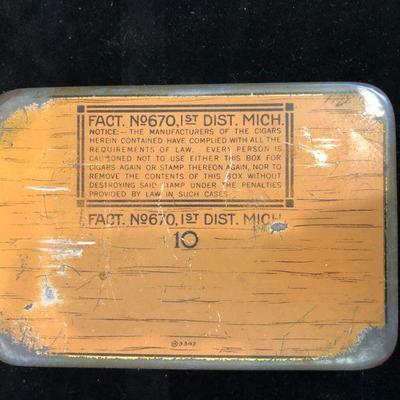 FACT. Nº670,1ST DIST. MICH.
NOTICE:— THE MANUFACTURERS OF THE CIGARS
HEREIN CONTAINED HAVE COMPLIED WITH ALL THE
REQUIREMENTS OF LAW. EVERY PERSON IS
CAUTIONED NOT TO USE EITHER THIS BOX FOR
CIGARS AGAIN OR STAMP THEREON AGAIN, NOR TO
REMOVE THE CONTENTS OF THIS BOX WITHOUT
DESTROYING SAID STAMP UNDER THE PENALTIES
PROVIDED BY LAW IN SUCH CASES.
FACT. Nº670,1ST DIST. MICH.
10
3342